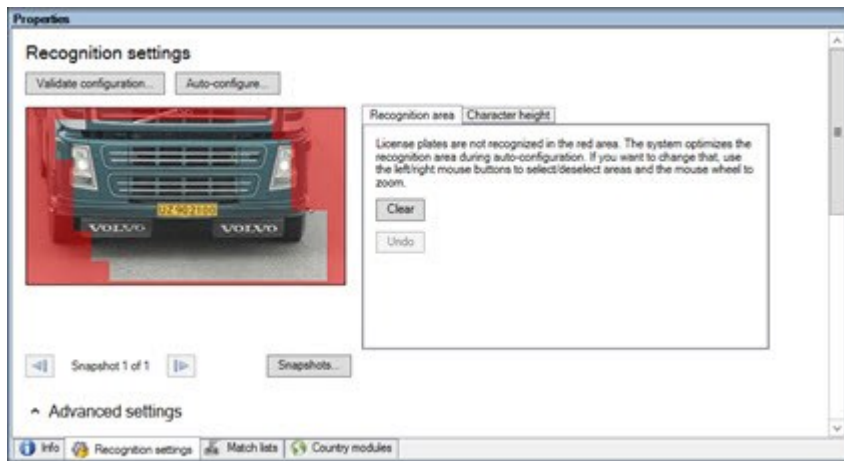 Properties
Recognition settings
Validate configuration...
Auto-configure...
Recognition area
Character height
License plates are not recognized in the red area. The system optimizes the
recognition area during auto-configuration. If you want to change that, use
the left/right mouse buttons to select/deselect areas and the mouse wheel to
zoom.
Clear
Undo
UZ 902100
VOLVO
VOLVO
Snapshot 1 of 1
Snapshots...
Advanced settings
Info
Recognition settings
Match lists
Country modules